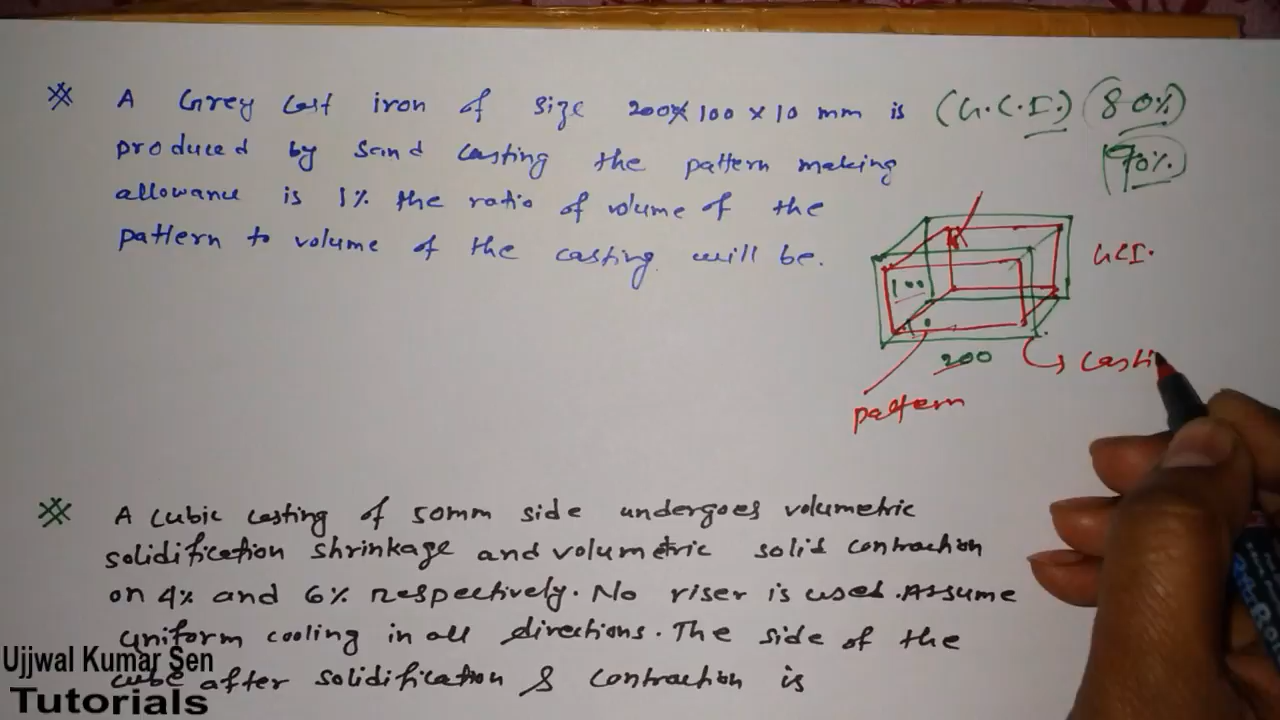 A Grey Cast iron of size 200 x 100 x 10 mm is (G.C.I.) 80%
produced by Sand Casting the pattern making 90%
allowance is 1% the ratio of volume of the
pattern to volume of the casting will be.
G.C.I.
100
10
200
Casti
pattern
A Cubic Casting of 50mm side undergoes volumetric
solidification shrinkage and volumetric solid contraction
on 4% and 6% respectively. No riser is used. Assume
uniform cooling in all directions. The side of the
cube after solidification & contraction is
Ujjwal Kumar Sen
Tutorials